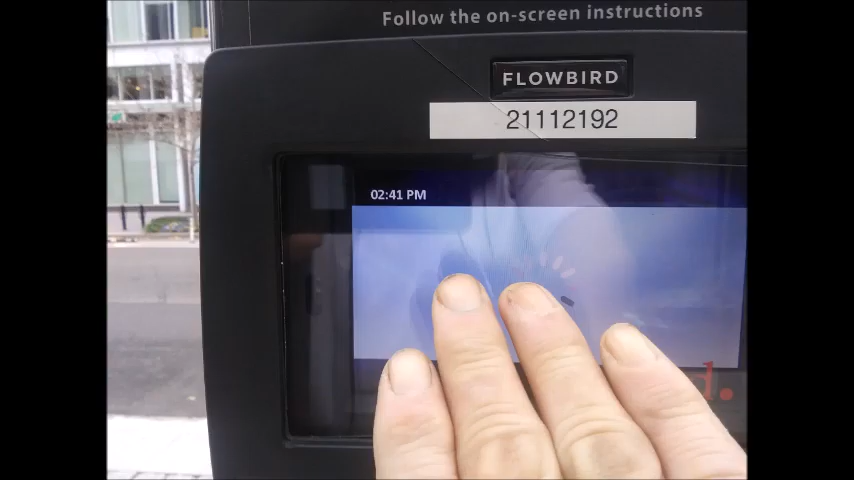 Follow the on-screen instructions
FLOWBIRD
21112192
02:41 PM
d.